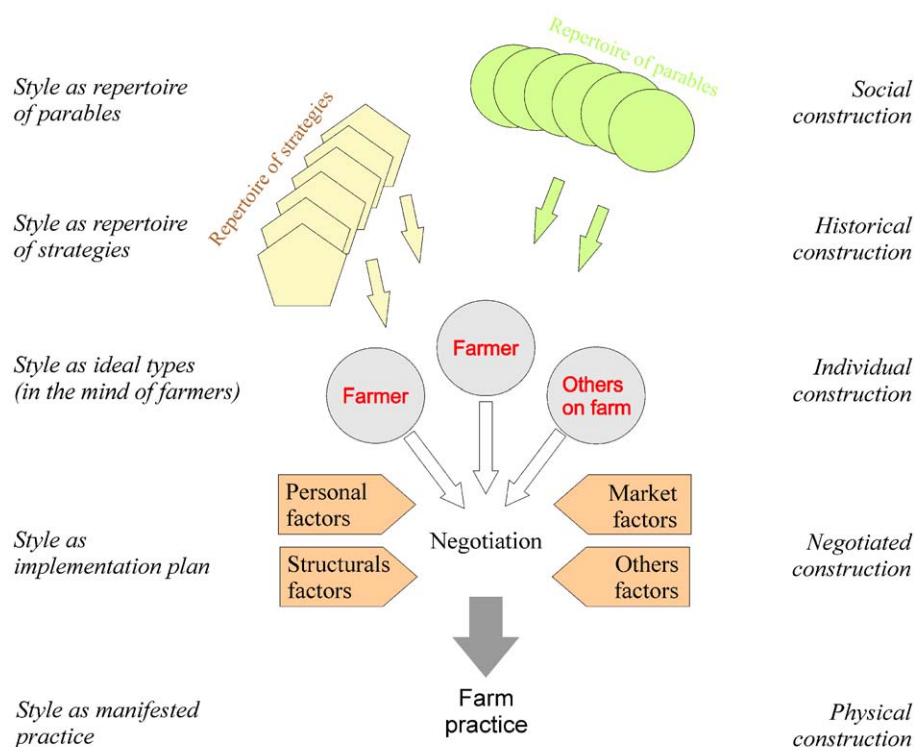 Repertoire of parables
Style as repertoire
of parables
Social
construction
Repertoire of strategies
Style as repertoire
of strategies
Historical
construction
Style as ideal types
(in the mind of farmers)
Farmer
Farmer
Others
on farm
Individual
construction
Personal
factors
Market
factors
Style as
implementation plan
Negotiation
Structurals
factors
Others
factors
Negotiated
construction
Style as manifested
practice
Farm
practice
Physical
construction